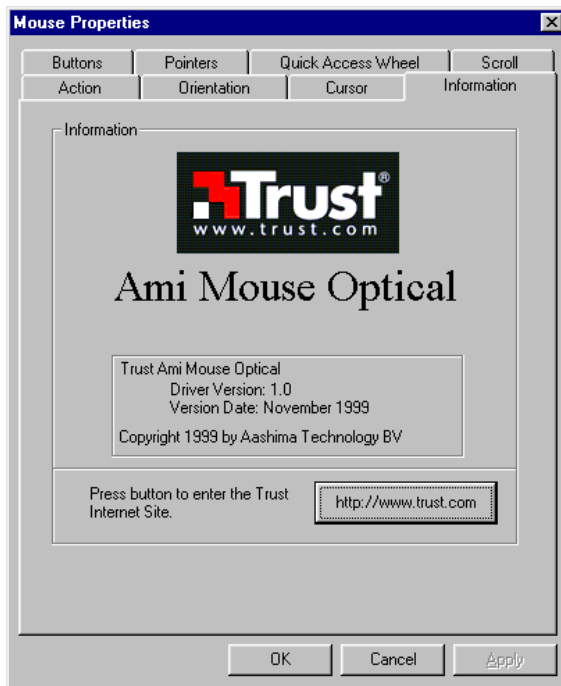 Mouse Properties
Buttons Pointers Quick Access Wheel Scroll
Action Orientation Cursor Information
Information
Trust®
www.trust.com
Ami Mouse Optical
Trust Ami Mouse Optical
Driver Version: 1.0
Version Date: November 1999
Copyright 1999 by Aashima Technology BV
Press button to enter the Trust
Internet Site.
http://www.trust.com
OK Cancel Apply